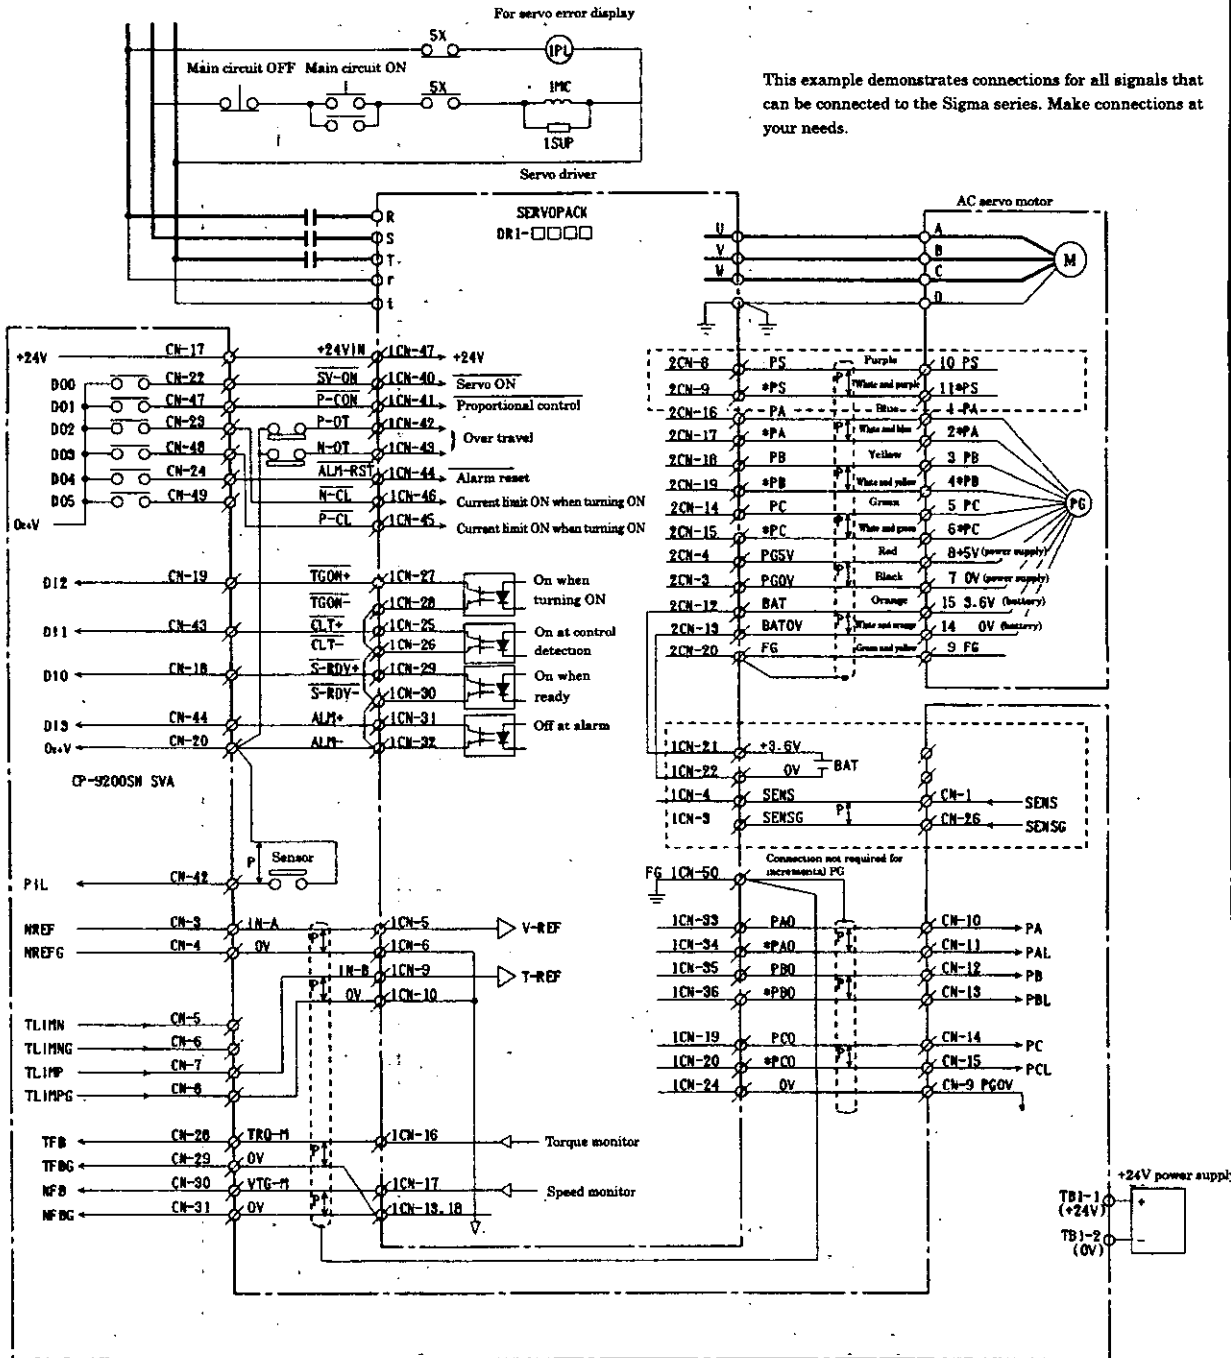 For servo error display
5X
1PL
Main circuit OFF Main circuit ON
5X
1MC
1SUP
This example demonstrates connections for all signals that
can be connected to the Sigma series. Make connections at
your needs.
Servo driver
SERVOPACK
DR1-□□□□
R
S
T
r
t
AC servo motor
U A
V B
W C
D
M
+24V CN-17 +24VIN 1CN-47 +24V
DO0 CN-22 SV-ON 1CN-40 Servo ON
DO1 CN-47 P-CON 1CN-41 Proportional control
DO2 CN-23 P-OT 1CN-42
Over travel
DO3 CN-48 N-OT 1CN-43
DO4 CN-24 ALM-RST 1CN-44 Alarm reset
DO5 CN-49 N-CL 1CN-46 Current limit ON when turning ON
P-CL 1CN-45 Current limit ON when turning ON
DI2 CN-19 TGON+ 1CN-27 On when
TGON- 1CN-28 turning ON
DI1 CN-43 CLT+ 1CN-25 On at control
CLT- 1CN-26 detection
DI0 CN-18 S-RDY+ 1CN-29 On when
S-RDY- 1CN-30 ready
DI3 CN-44 ALM+ 1CN-31 Off at alarm
CN-20 ALM- 1CN-32
CP-9200SH SVA
P Sensor
PIL CN-42
NREF CN-3 IN-A 1CN-5 V-REF
NREFG CN-4 0V P 1CN-6
IN-B 1CN-9 T-REF
P 0V 1CN-10
TLIMN CN-5
TLIMNG CN-6
TLIMP CN-7
TLIMPG CN-8
TFB CN-28 TRQ-M 1CN-16 Torque monitor
TFBG CN-29 0V P
NFB CN-30 VTG-M 1CN-17 Speed monitor
NFBG CN-31 0V P 1CN-13.18
2CN-8 PS Purple 10 PS
2CN-9 *PS P White and purple 11*PS
2CN-16 PA Blue 1 PA
2CN-17 *PA P White and blue 2*PA
2CN-18 PB Yellow 3 PB
2CN-19 *PB P White and yellow 4*PB
2CN-14 PC Green 5 PC
2CN-15 *PC P White and green 6*PC
PG
2CN-4 PG5V Red 8+5V(power supply)
2CN-3 PG0V P Black 7 0V (power supply)
2CN-12 BAT Orange 15 3.6V (battery)
2CN-13 BAT0V P White and orange 14 0V (battery)
2CN-20 FG Green and yellow 9 FG
1CN-21 +3.6V
BAT
1CN-22 0V
1CN-4 SENS CN-1 SENS
1CN-3 SENSG P CN-26 SENSG
Connection not required for
incremental PG
FG 1CN-50
1CN-33 PAO CN-10 PA
1CN-34 *PAO P CN-11 PAL
1CN-35 PBO CN-12 PB
1CN-36 *PBO P CN-13 PBL
1CN-19 PCO CN-14 PC
1CN-20 *PCO P CN-15 PCL
1CN-24 0V CN-9 PG0V
+24V power supply
TB1-1
(+24V)
+
TB1-2
(0V)
-